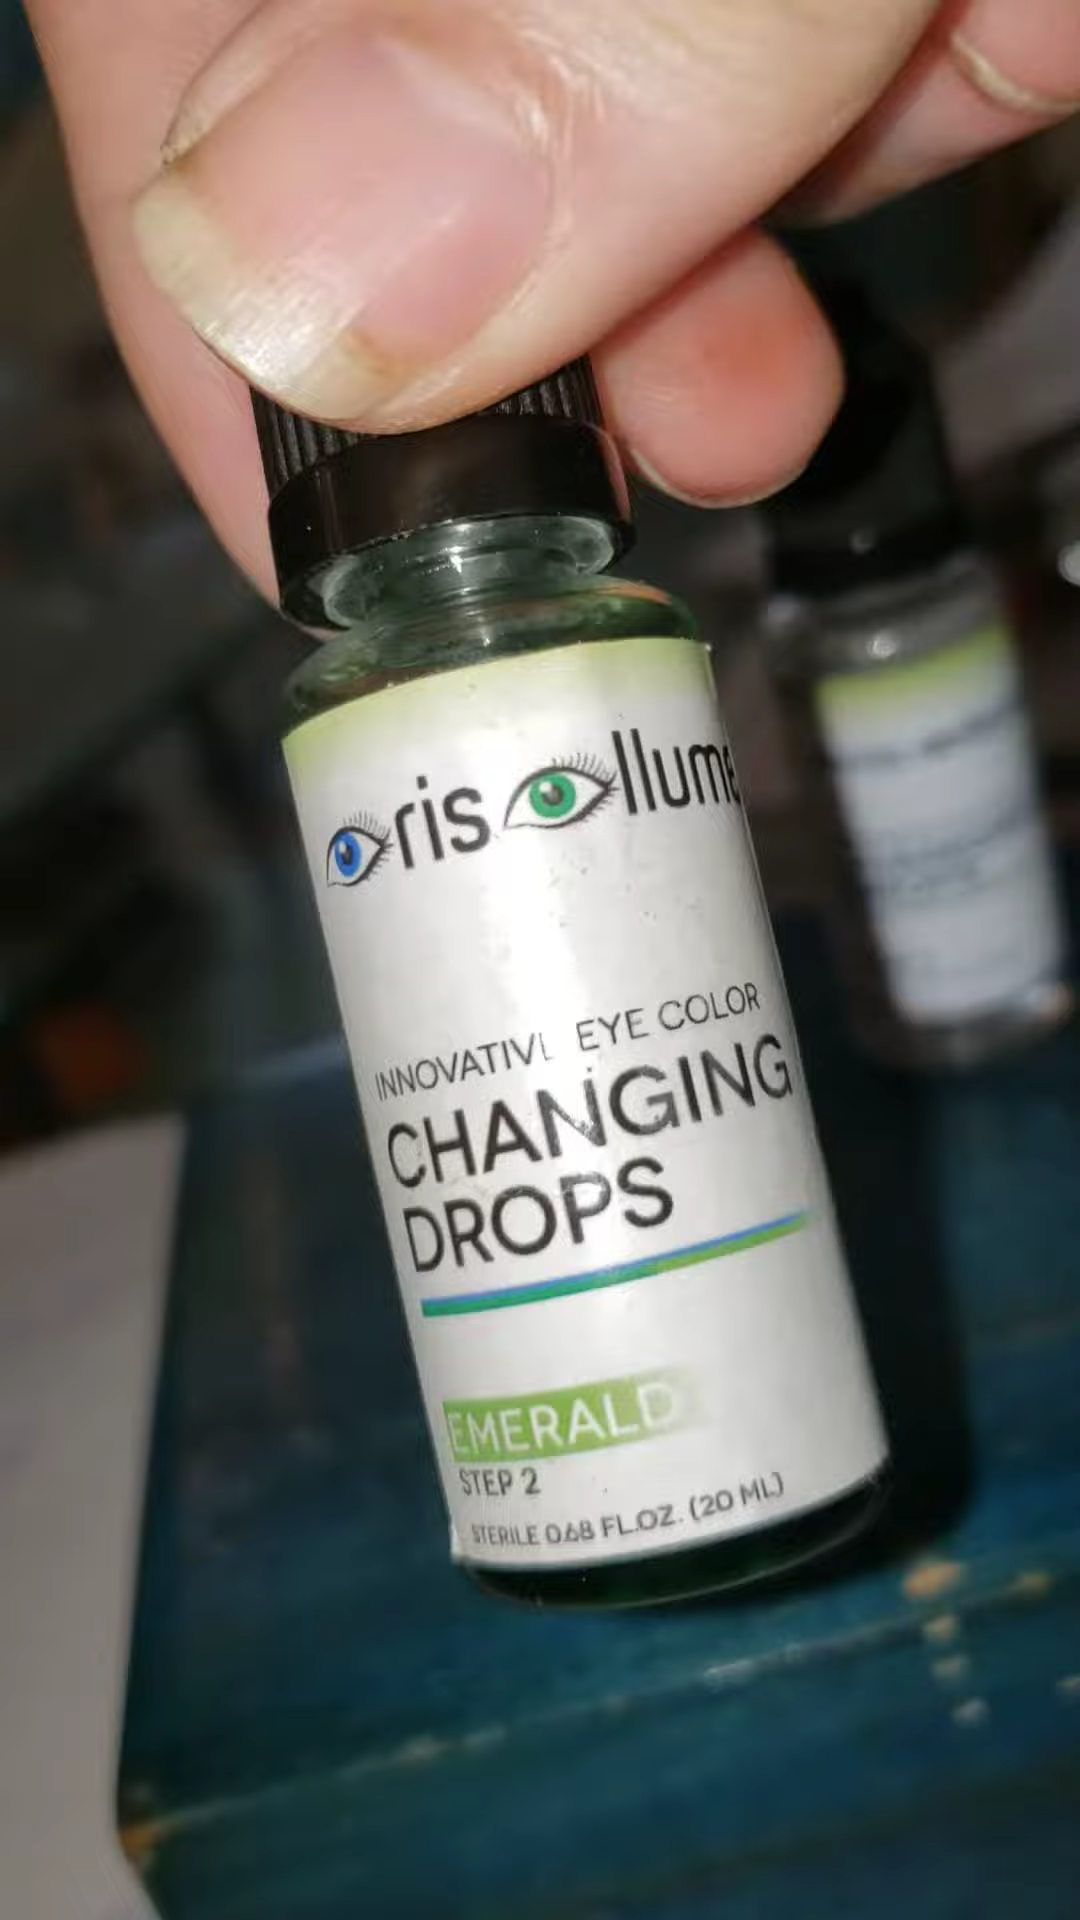 ris llume
INNOVATIVE EYE COLOR
CHANGING
DROPS
EMERALD
STEP 2
STERILE 0.68 FL.OZ. (20 ML)